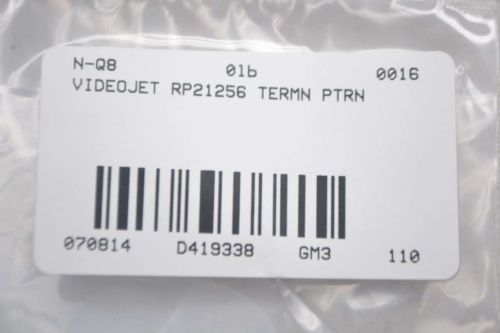 N-Q8 01b 0016
VIDEOJET RP21256 TERMN PTRN
070814 D419338 GM3 110